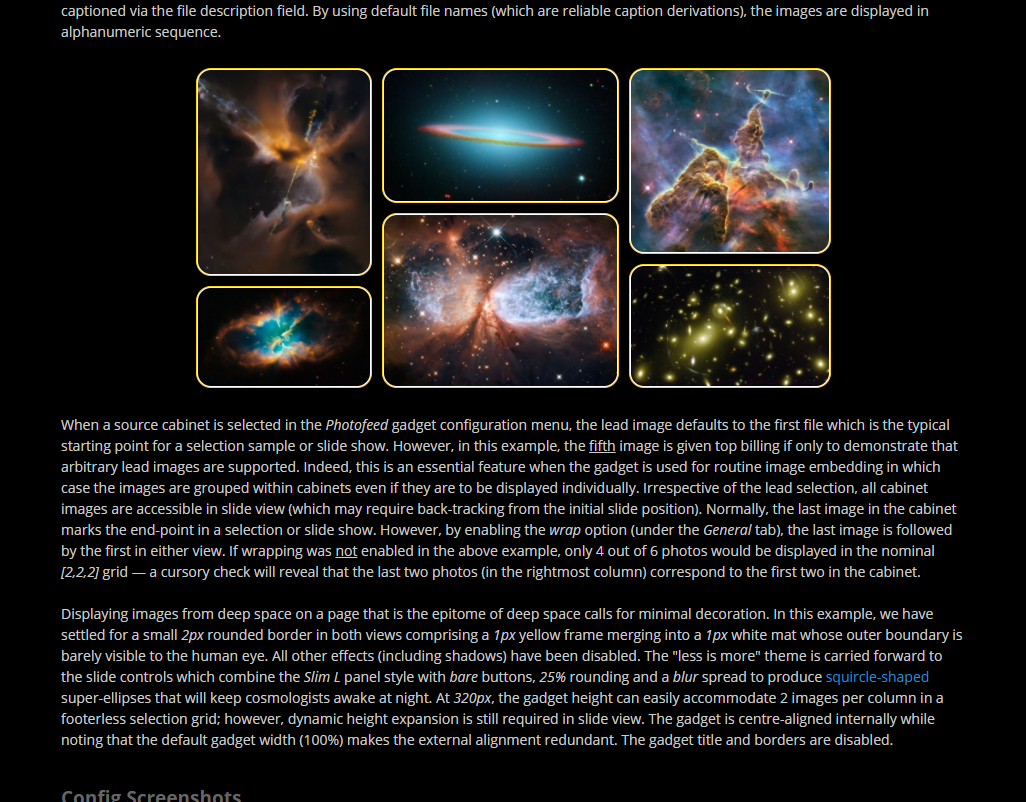 captioned via the file description field. By using default file names (which are reliable caption derivations), the images are displayed in
alphanumeric sequence.
When a source cabinet is selected in the Photofeed gadget configuration menu, the lead image defaults to the first file which is the typical
starting point for a selection sample or slide show. However, in this example, the fifth image is given top billing if only to demonstrate that
arbitrary lead images are supported. Indeed, this is an essential feature when the gadget is used for routine image embedding in which
case the images are grouped within cabinets even if they are to be displayed individually. Irrespective of the lead selection, all cabinet
images are accessible in slide view (which may require back-tracking from the initial slide position). Normally, the last image in the cabinet
marks the end-point in a selection or slide show. However, by enabling the wrap option (under the General tab), the last image is followed
by the first in either view. If wrapping was not enabled in the above example, only 4 out of 6 photos would be displayed in the nominal
[2,2,2] grid — a cursory check will reveal that the last two photos (in the rightmost column) correspond to the first two in the cabinet.
Displaying images from deep space on a page that is the epitome of deep space calls for minimal decoration. In this example, we have
settled for a small 2px rounded border in both views comprising a 1px yellow frame merging into a 1px white mat whose outer boundary is
barely visible to the human eye. All other effects (including shadows) have been disabled. The "less is more" theme is carried forward to
the slide controls which combine the Slim L panel style with bare buttons, 25% rounding and a blur spread to produce squircle-shaped
super-ellipses that will keep cosmologists awake at night. At 320px, the gadget height can easily accommodate 2 images per column in a
footerless selection grid; however, dynamic height expansion is still required in slide view. The gadget is centre-aligned internally while
noting that the default gadget width (100%) makes the external alignment redundant. The gadget title and borders are disabled.
Config Screenshots